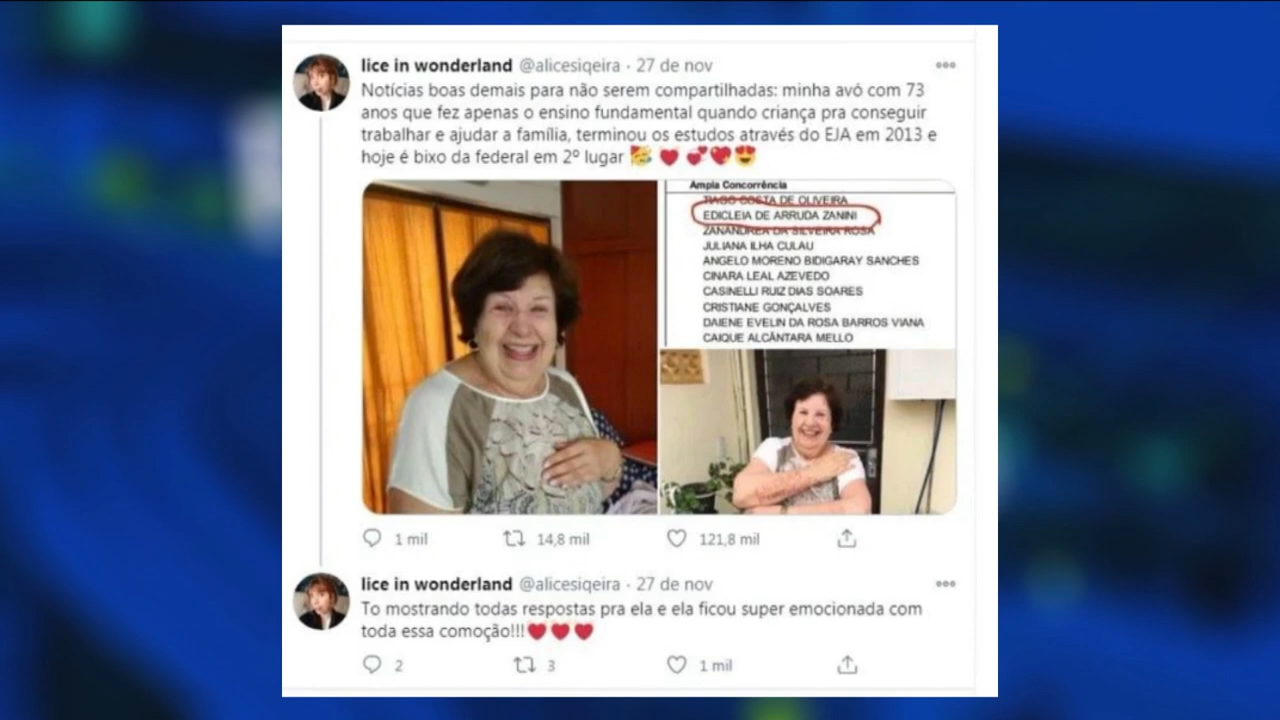 lice in wonderland @alicesiqeira · 27 de nov
Notícias boas demais para não serem compartilhadas: minha avó com 73
anos que fez apenas o ensino fundamental quando criança pra conseguir
trabalhar e ajudar a família, terminou os estudos através do EJA em 2013 e
hoje é bixo da federal em 2º lugar 🥳 ❤️ 💞💖😍
Ampla Concorrência
TIAGO COSTA DE OLIVEIRA
EDICLEIA DE ARRUDA ZANINI
ZANANDREA DA SILVEIRA ROSA
JULIANA ILHA CULAU
ANGELO MORENO BIDIGARAY SANCHES
CINARA LEAL AZEVEDO
CASINELLI RUIZ DIAS SOARES
CRISTIANE GONÇALVES
DAIENE EVELIN DA ROSA BARROS VIANA
CAIQUE ALCÂNTARA MELLO
1 mil 14,8 mil 121,8 mil
lice in wonderland @alicesiqeira · 27 de nov
To mostrando todas respostas pra ela e ela ficou super emocionada com
toda essa comoção!!!❤️❤️❤️
2 3 1 mil